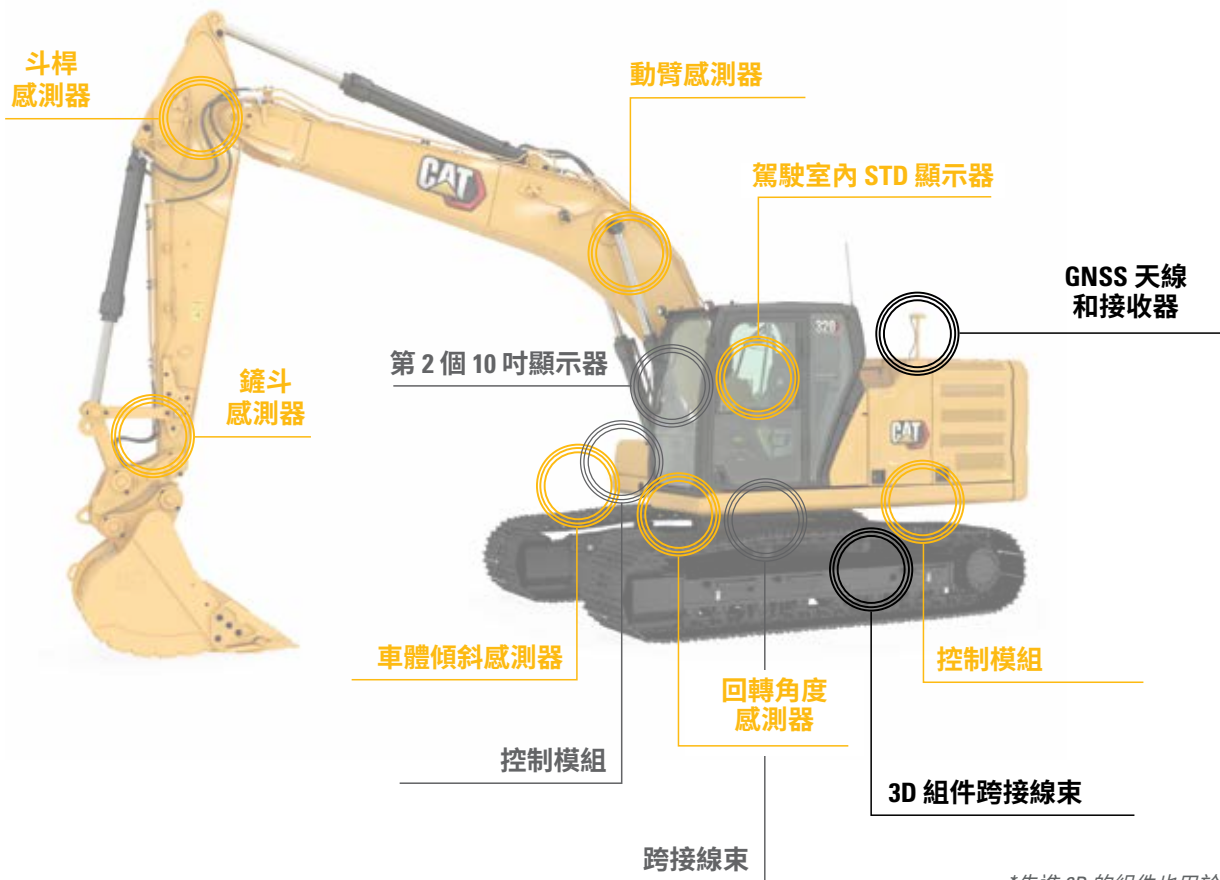 斗桿
感測器
動臂感測器
駕駛室內 STD 顯示器
GNSS 天線
和接收器
CAT
320
第 2 個 10 吋顯示器
鏟斗
感測器
CAT
車體傾斜感測器
回轉角度
感測器
控制模組
控制模組
3D 組件跨接線束
跨接線束